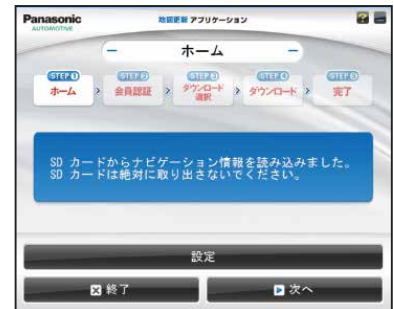 Panasonic
AUTOMOTIVE
地図更新 アプリケーション
ホーム
STEP 1
ホーム
STEP 2
会員認証
STEP 3
ダウンロード
選択
STEP 4
ダウンロード
STEP 5
完了
SD カードからナビゲーション情報を読み込みました。
SD カードは絶対に取り出さないでください。
設定
終了
次へ